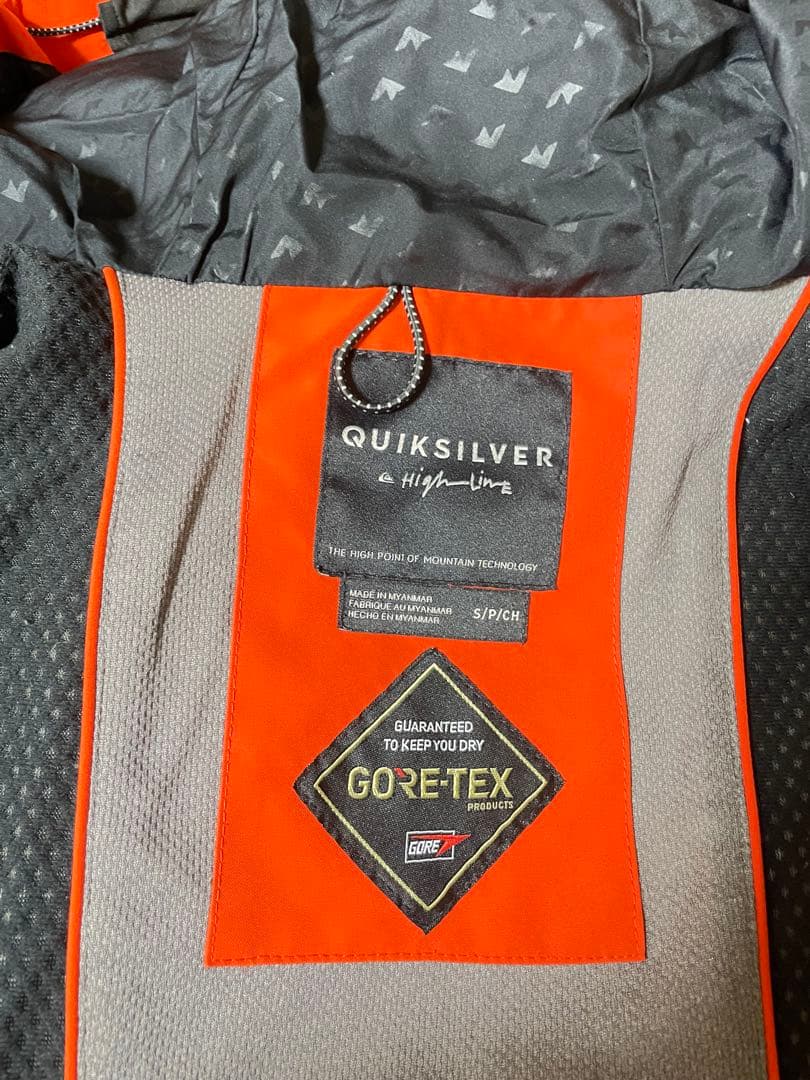 QUIKSILVER
High Line
THE HIGH POINT OF MOUNTAIN TECHNOLOGY
MADE IN MYANMAR
FABRIQUE AU MYANMAR
HECHO EN MYANMAR
S/P/CH
GUARANTEED
TO KEEP YOU DRY
GORE-TEX
PRODUCTS
GORE